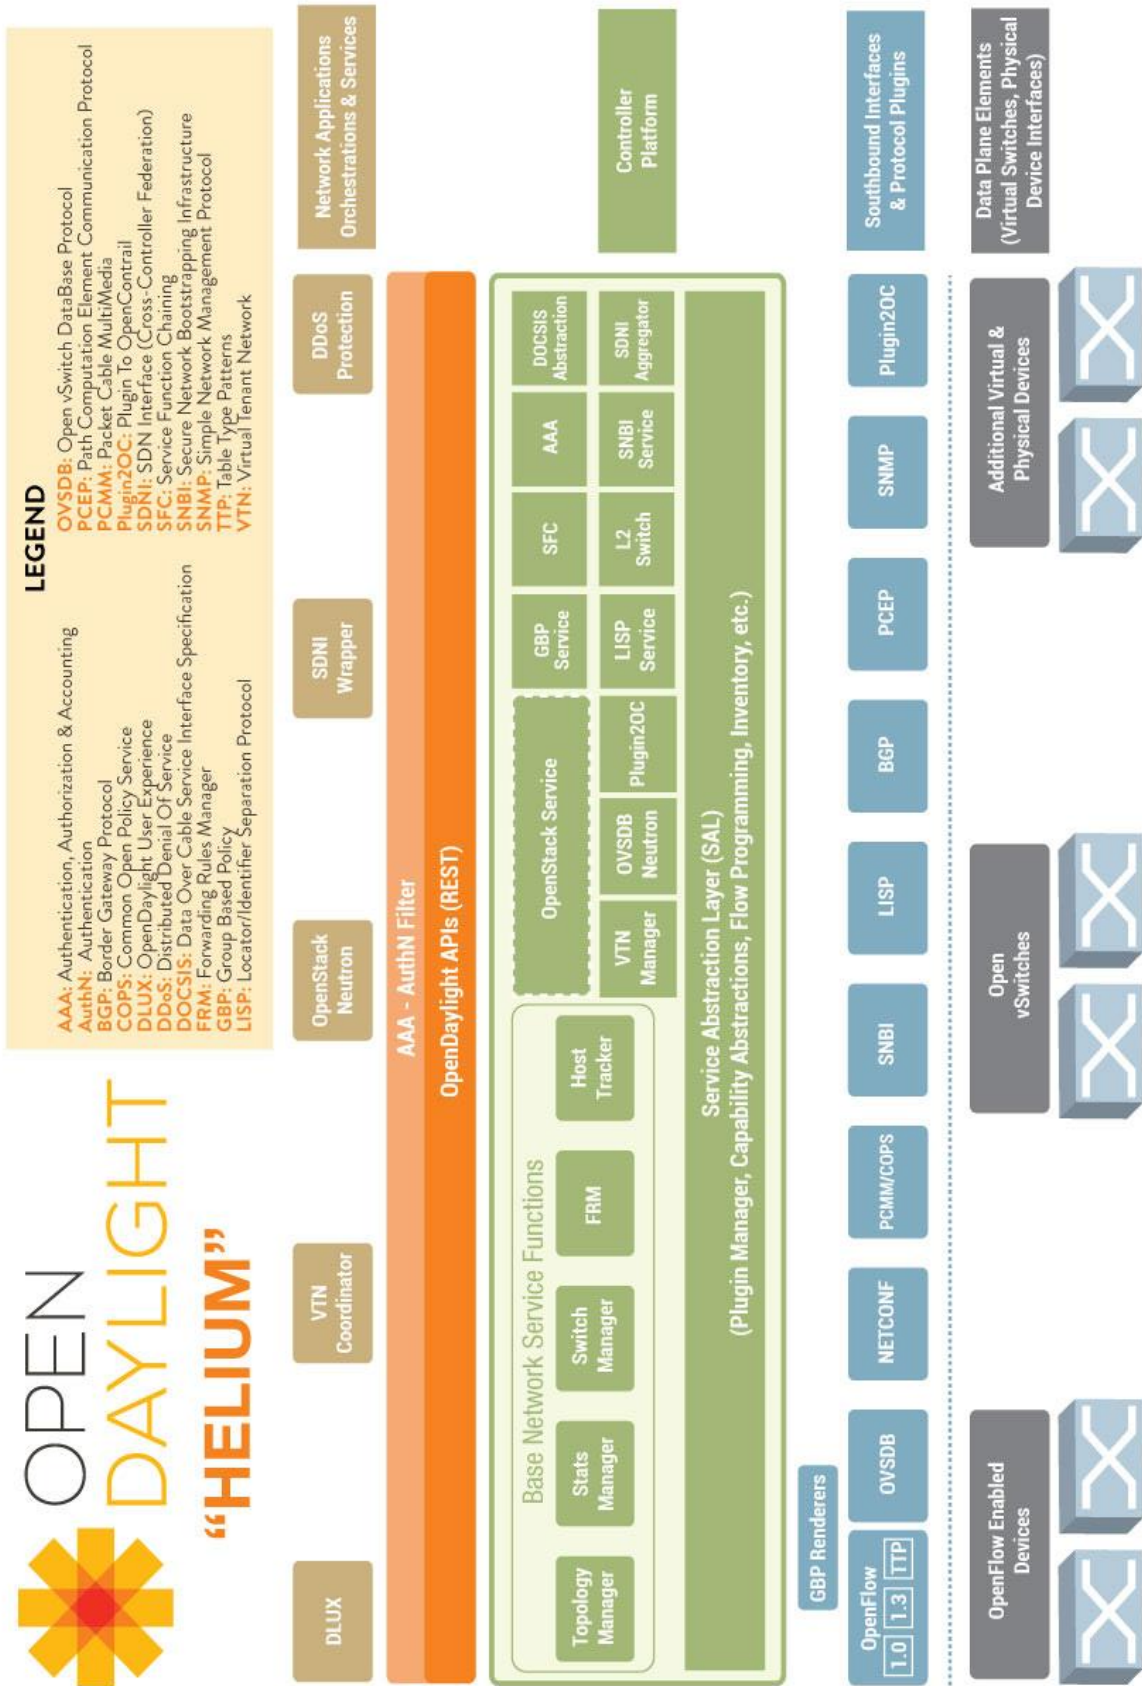 OPEN
DAYLIGHT
“HELIUM”
LEGEND
AAA: Authentication, Authorization & Accounting
AuthN: Authentication
BGP: Border Gateway Protocol
COPS: Common Open Policy Service
DLUX: OpenDaylight User Experience
DDoS: Distributed Denial Of Service
DOCSIS: Data Over Cable Service Interface Specification
FRM: Forwarding Rules Manager
GBP: Group Based Policy
LISP: Locator/Identifier Separation Protocol
OVSDB: Open vSwitch DataBase Protocol
PCEP: Path Computation Element Communication Protocol
PCMM: Packet Cable MultiMedia
Plugin2OC: Plugin To OpenContrail
SDNI: SDN Interface (Cross-Controller Federation)
SFC: Service Function Chaining
SNBI: Secure Network Bootstrapping Infrastructure
SNMP: Simple Network Management Protocol
TTP: Table Type Patterns
VTN: Virtual Tenant Network
DLUX
VTN
Coordinator
OpenStack
Neutron
SDNI
Wrapper
DDoS
Protection
Network Applications
Orchestrations & Services
AAA - AuthN Filter
OpenDaylight APIs (REST)
Base Network Service Functions
Topology
Manager
Stats
Manager
Switch
Manager
FRM
Host
Tracker
OpenStack Service
GBP
Service
SFC
AAA
DOCSIS
Abstraction
VTN
Manager
OVSDB
Neutron
Plugin2OC
LISP
Service
L2
Switch
SNBI
Service
SDNI
Aggregator
Controller
Platform
Service Abstraction Layer (SAL)
(Plugin Manager, Capability Abstractions, Flow Programming, Inventory, etc.)
GBP Renderers
OpenFlow
1.0 1.3 TTP
OVSDB
NETCONF
PCMM/COPS
SNBI
LISP
BGP
PCEP
SNMP
Plugin2OC
Southbound Interfaces
& Protocol Plugins
OpenFlow Enabled
Devices
Open
vSwitches
Additional Virtual &
Physical Devices
Data Plane Elements
(Virtual Switches, Physical
Device Interfaces)